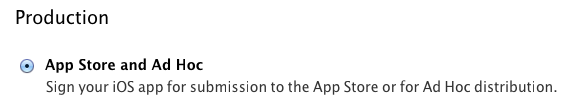 Production
App Store and Ad Hoc
Sign your iOS app for submission to the App Store or for Ad Hoc distribution.